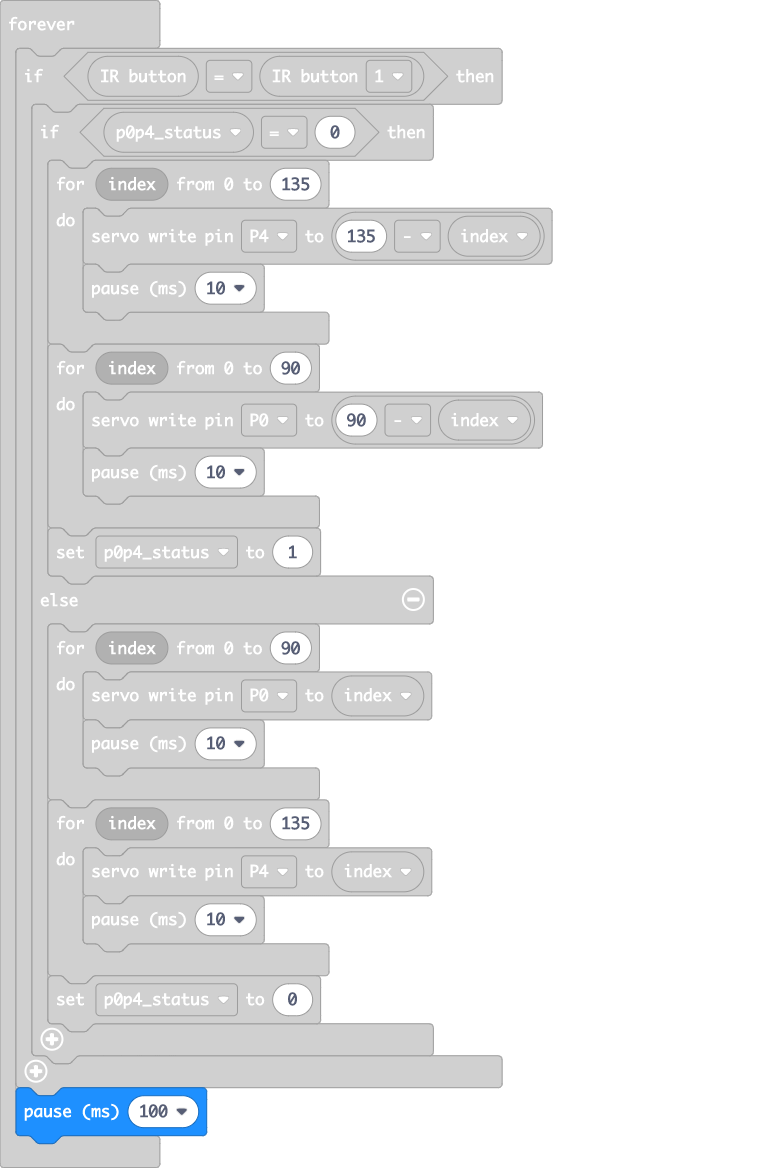 forever
if IR button = IR button 1 then
if p0p4_status = 0 then
for index from 0 to 135
do
servo write pin P4 to 135 - index
pause (ms) 10
for index from 0 to 90
do
servo write pin P0 to 90 - index
pause (ms) 10
set p0p4_status to 1
else
for index from 0 to 90
do
servo write pin P0 to index
pause (ms) 10
for index from 0 to 135
do
servo write pin P4 to index
pause (ms) 10
set p0p4_status to 0
pause (ms) 100